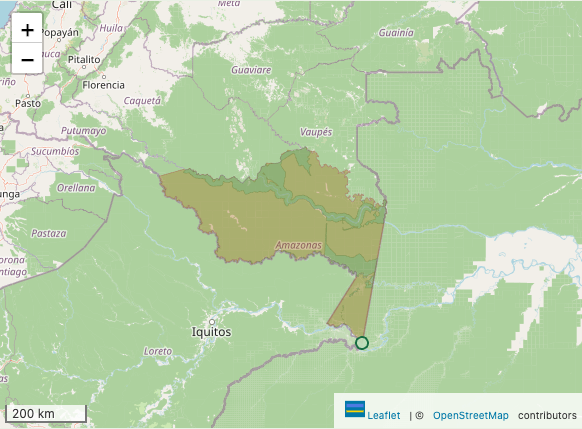 Cali
Meta
+
Popayán
Huila
Guainía
−
Pitalito
Guaviare
Florencia
Pasto
Caquetá
Putumayo
Vaupés
Sucumbíos
Orellana
Pastaza
Amazonas
Iquitos
Loreto
200 km
Leaflet | © OpenStreetMap contributors